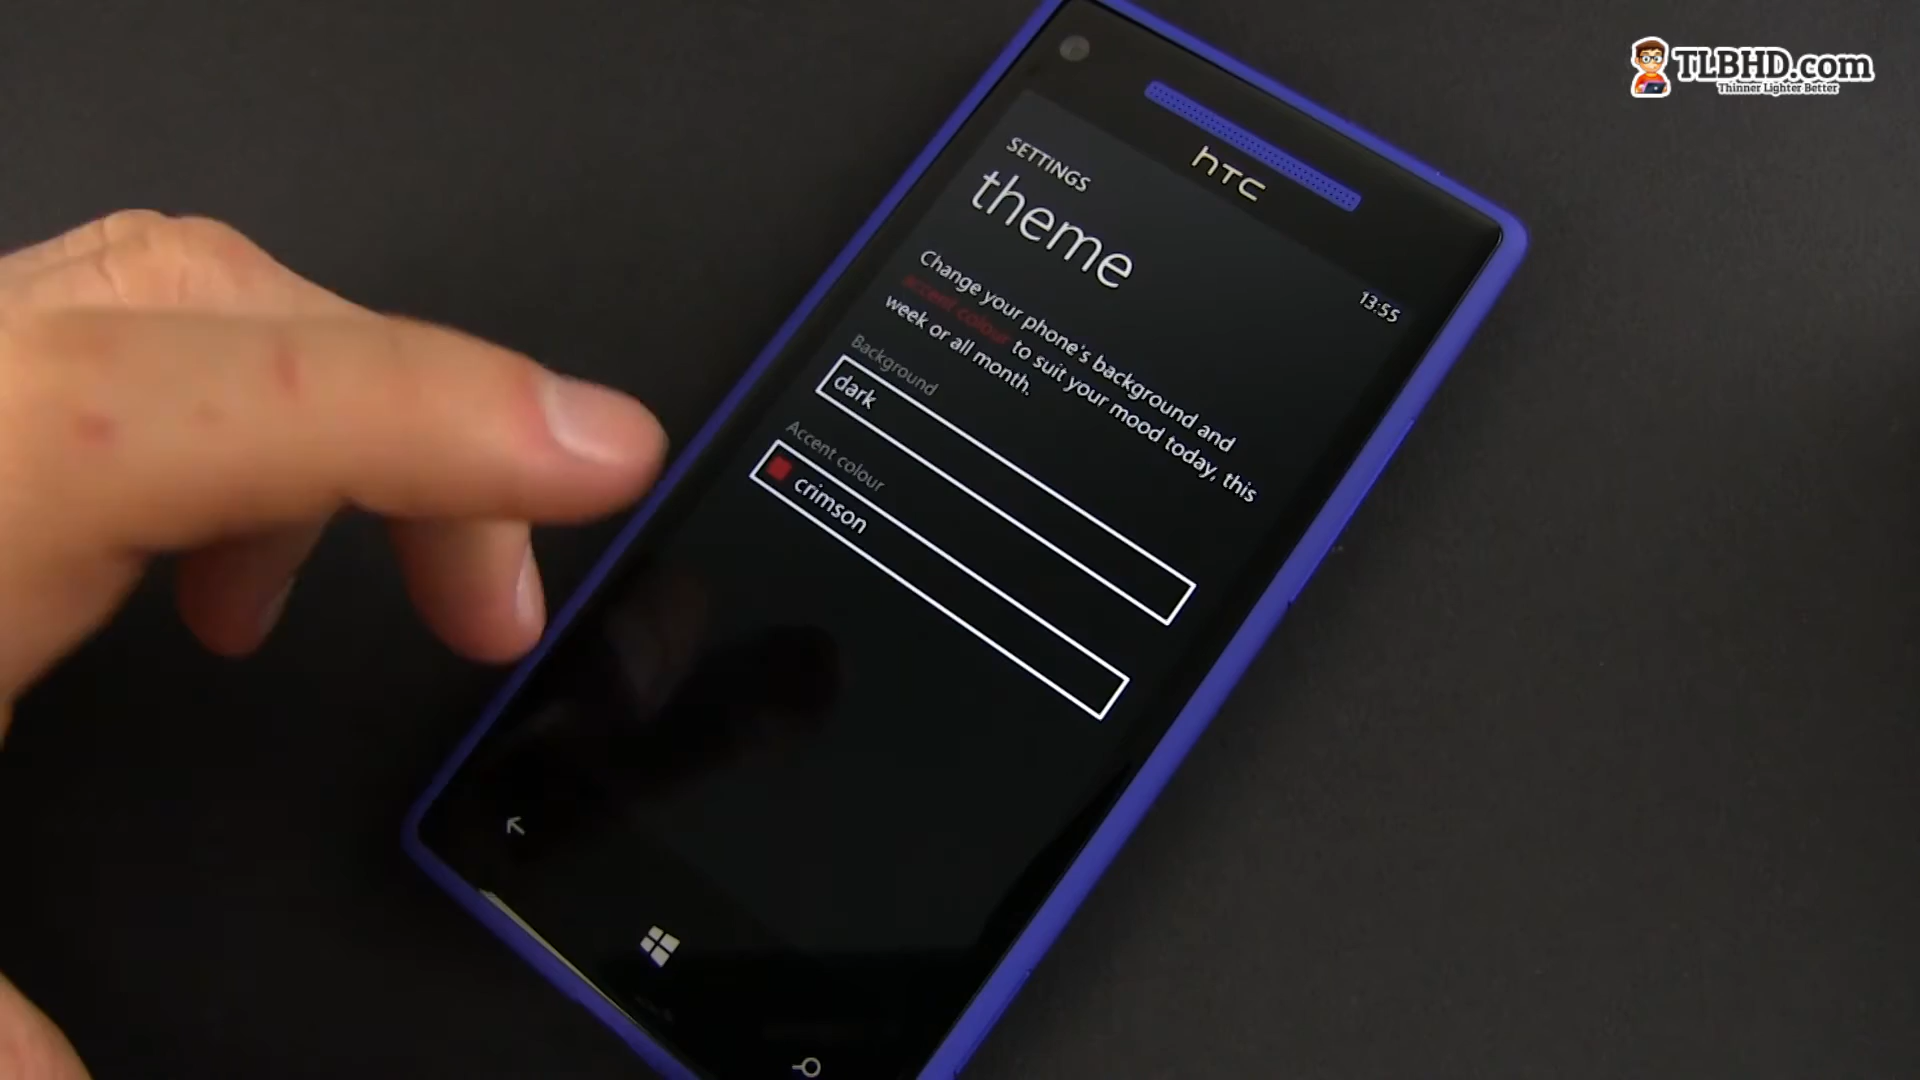 TLBHD.com
Thinner Lighter Better
hTC
13:55
SETTINGS
theme
Change your phone's background and
accent colour to suit your mood today, this
week or all month.
Background
dark
Accent colour
crimson